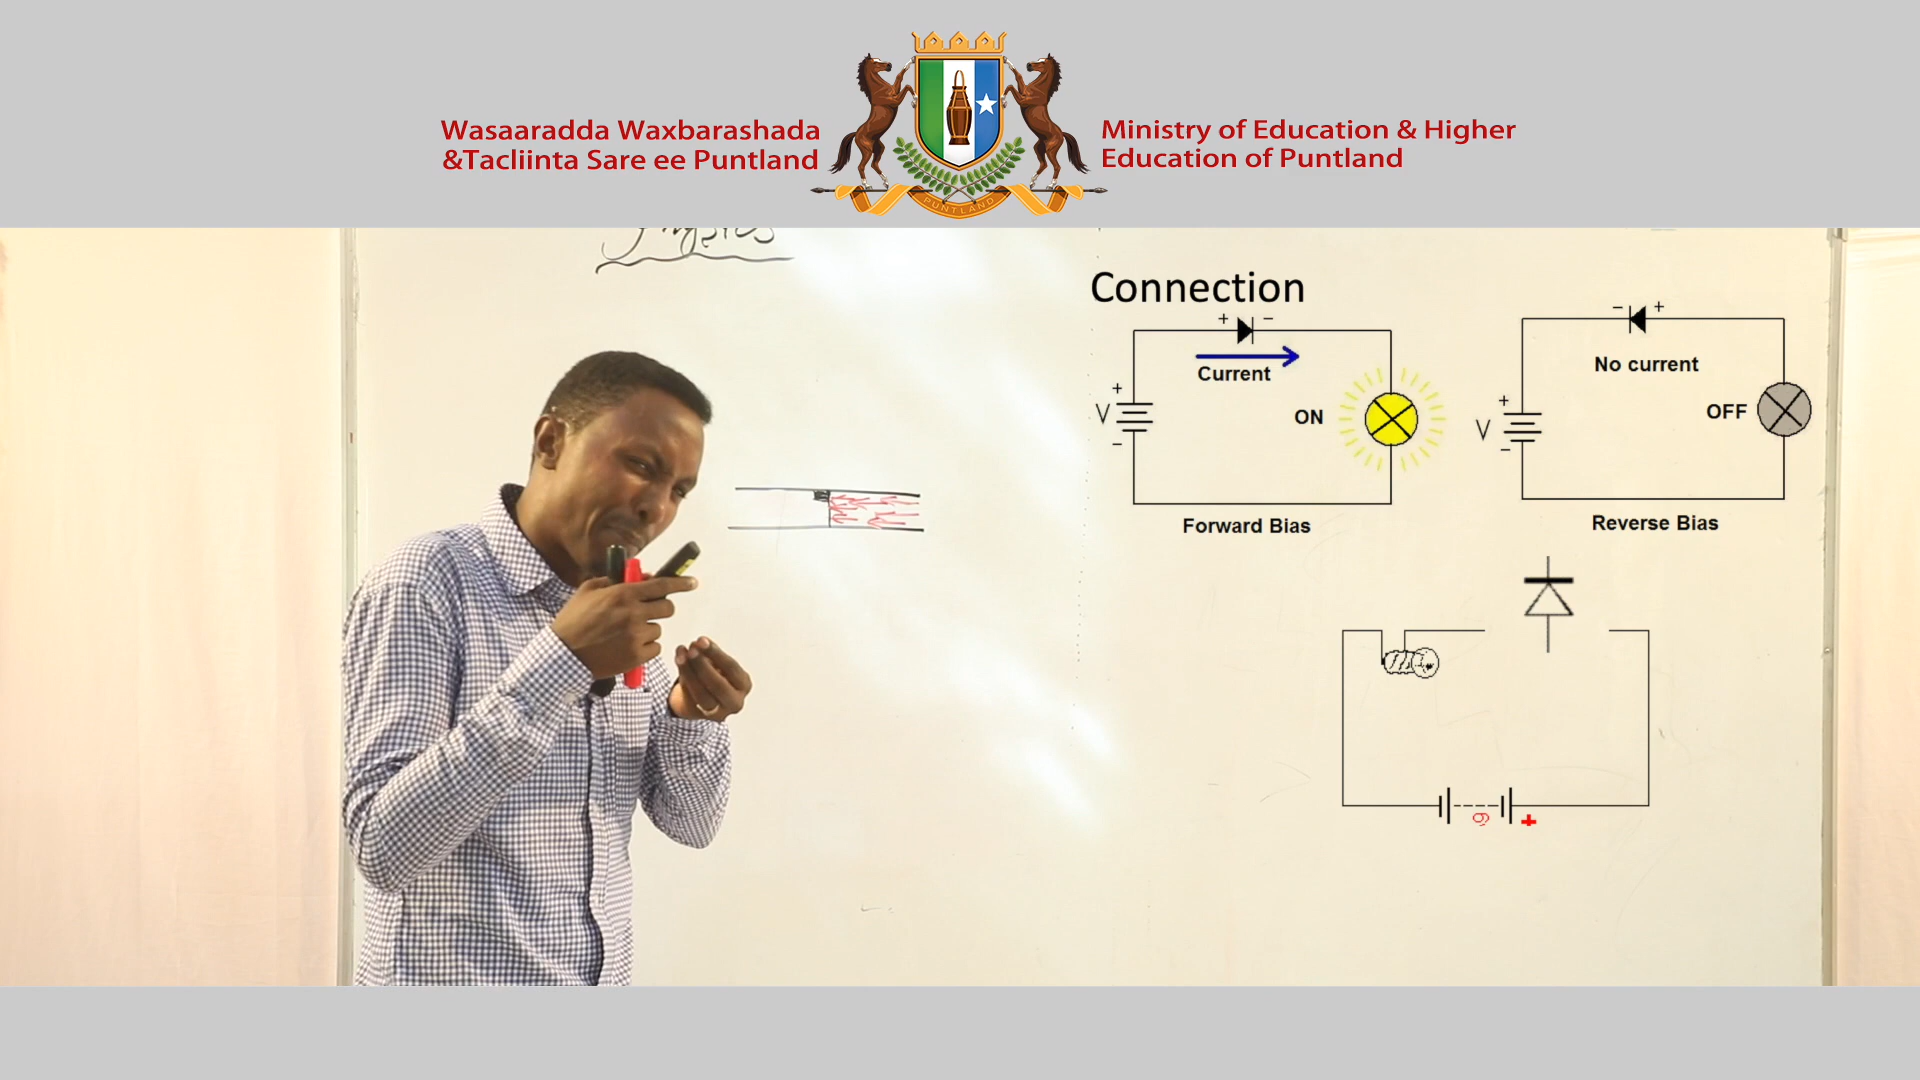 Wasaaradda Waxbarashada
&Tacliinta Sare ee Puntland
Ministry of Education & Higher
Education of Puntland
PUNTLAND
Physics
Connection
+ −
Current
+
V
−
ON
Forward Bias
− +
No current
+
V
−
OFF
Reverse Bias
+